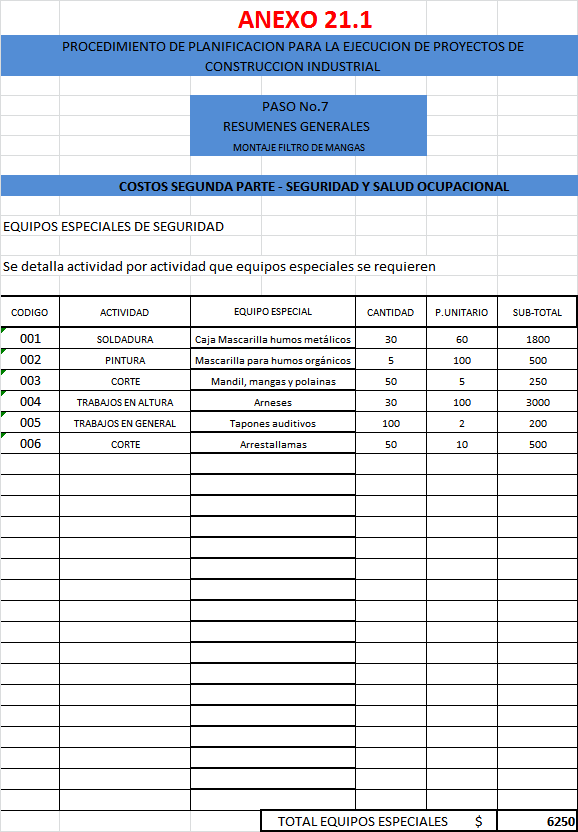 ANEXO 21.1
PROCEDIMIENTO DE PLANIFICACION PARA LA EJECUCION DE PROYECTOS DE
CONSTRUCCION INDUSTRIAL
PASO No.7
RESUMENES GENERALES
MONTAJE FILTRO DE MANGAS
COSTOS SEGUNDA PARTE - SEGURIDAD Y SALUD OCUPACIONAL
EQUIPOS ESPECIALES DE SEGURIDAD
Se detalla actividad por actividad que equipos especiales se requieren
CODIGO ACTIVIDAD EQUIPO ESPECIAL CANTIDAD P.UNITARIO SUB-TOTAL
001 SOLDADURA Caja Mascarilla humos metálicos 30 60 1800
002 PINTURA Mascarilla para humos orgánicos 5 100 500
003 CORTE Mandil, mangas y polainas 50 5 250
004 TRABAJOS EN ALTURA Arneses 30 100 3000
005 TRABAJOS EN GENERAL Tapones auditivos 100 2 200
006 CORTE Arrestallamas 50 10 500
TOTAL EQUIPOS ESPECIALES $ 6250